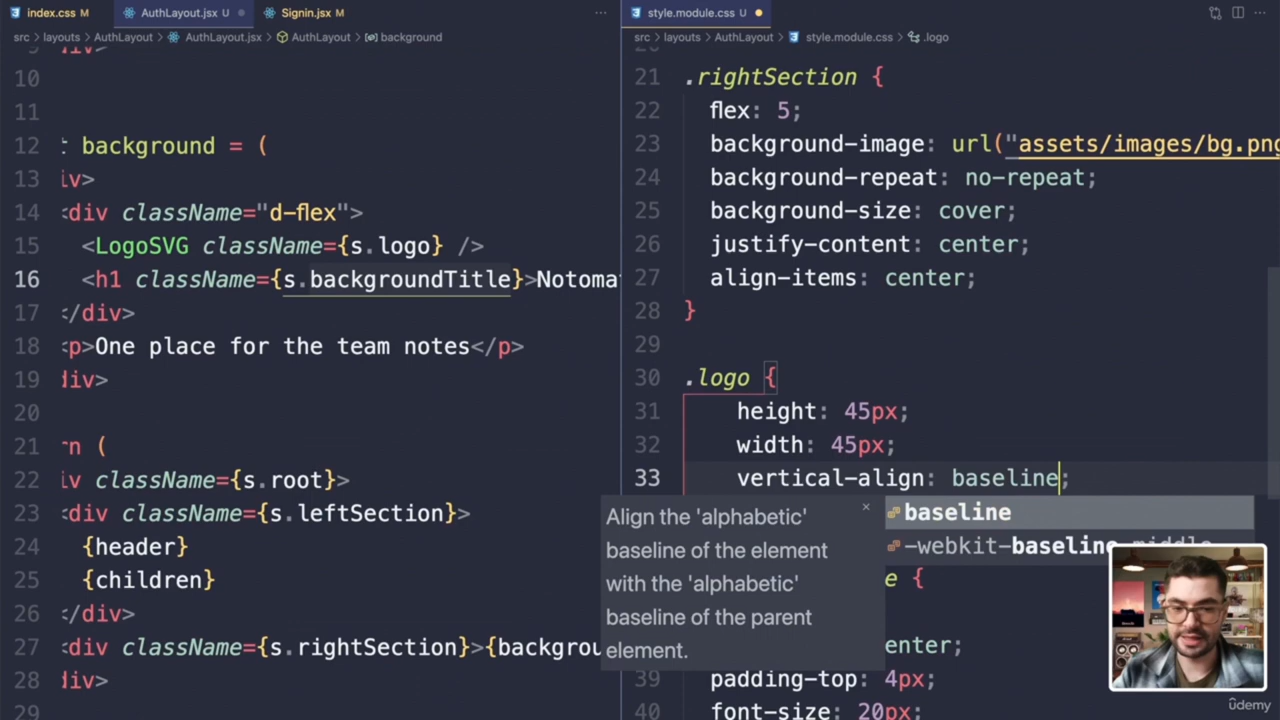 index.css M
AuthLayout.jsx U
Signin.jsx M
...
src > layouts > AuthLayout > AuthLayout.jsx > AuthLayout > background
10
11
12 background = (
13 div>
14 <div className="d-flex">
15 <LogoSVG className={s.logo} />
16 <h1 className={s.backgroundTitle}>Notoma
17 </div>
18 <p>One place for the team notes</p>
19 div>
20
21 rn (
22 iv className={s.root}>
23 <div className={s.leftSection}>
24 {header}
25 {children}
26 </div>
27 <div className={s.rightSection}>{backgrou
28 div>
29
style.module.css U
...
src > layouts > AuthLayout > style.module.css > .logo
21 .rightSection {
22 flex: 5;
23 background-image: url("assets/images/bg.png
24 background-repeat: no-repeat;
25 background-size: cover;
26 justify-content: center;
27 align-items: center;
28 }
29
30 .logo {
31 height: 45px;
32 width: 45px;
33 vertical-align: baseline;
Align the 'alphabetic'
baseline of the element
with the 'alphabetic'
baseline of the parent
element.
baseline
-webkit-baseline-middle
e {
enter;
39 padding-top: 4px;
40 font-size: 20px;
ûdemy